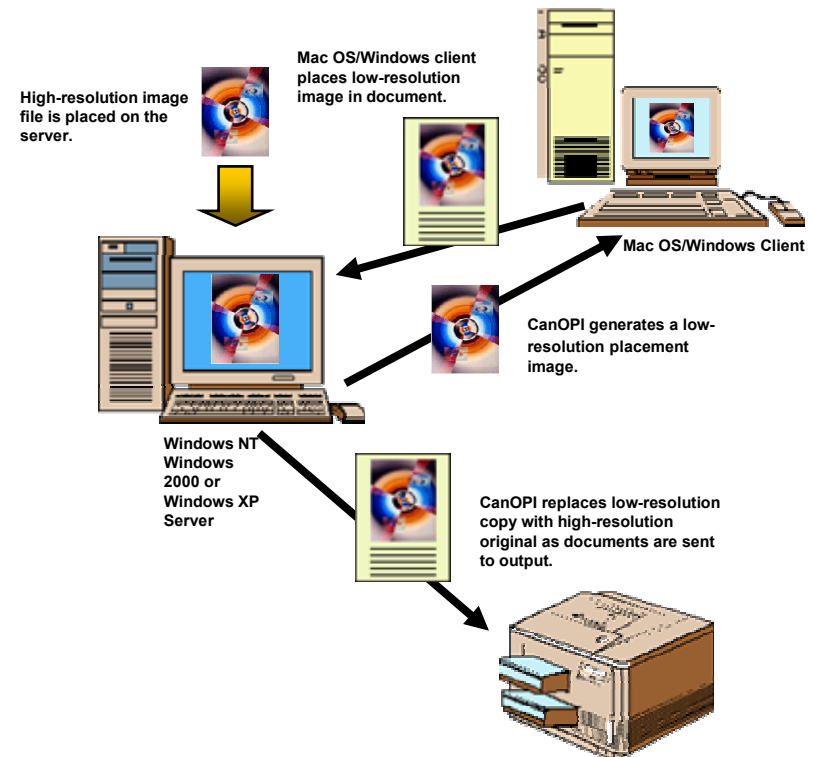 Mac OS/Windows client
places low-resolution
image in document.
High-resolution image
file is placed on the
server.
Mac OS/Windows Client
CanOPI generates a low-
resolution placement
image.
Windows NT
Windows
2000 or
Windows XP
Server
CanOPI replaces low-resolution
copy with high-resolution
original as documents are sent
to output.